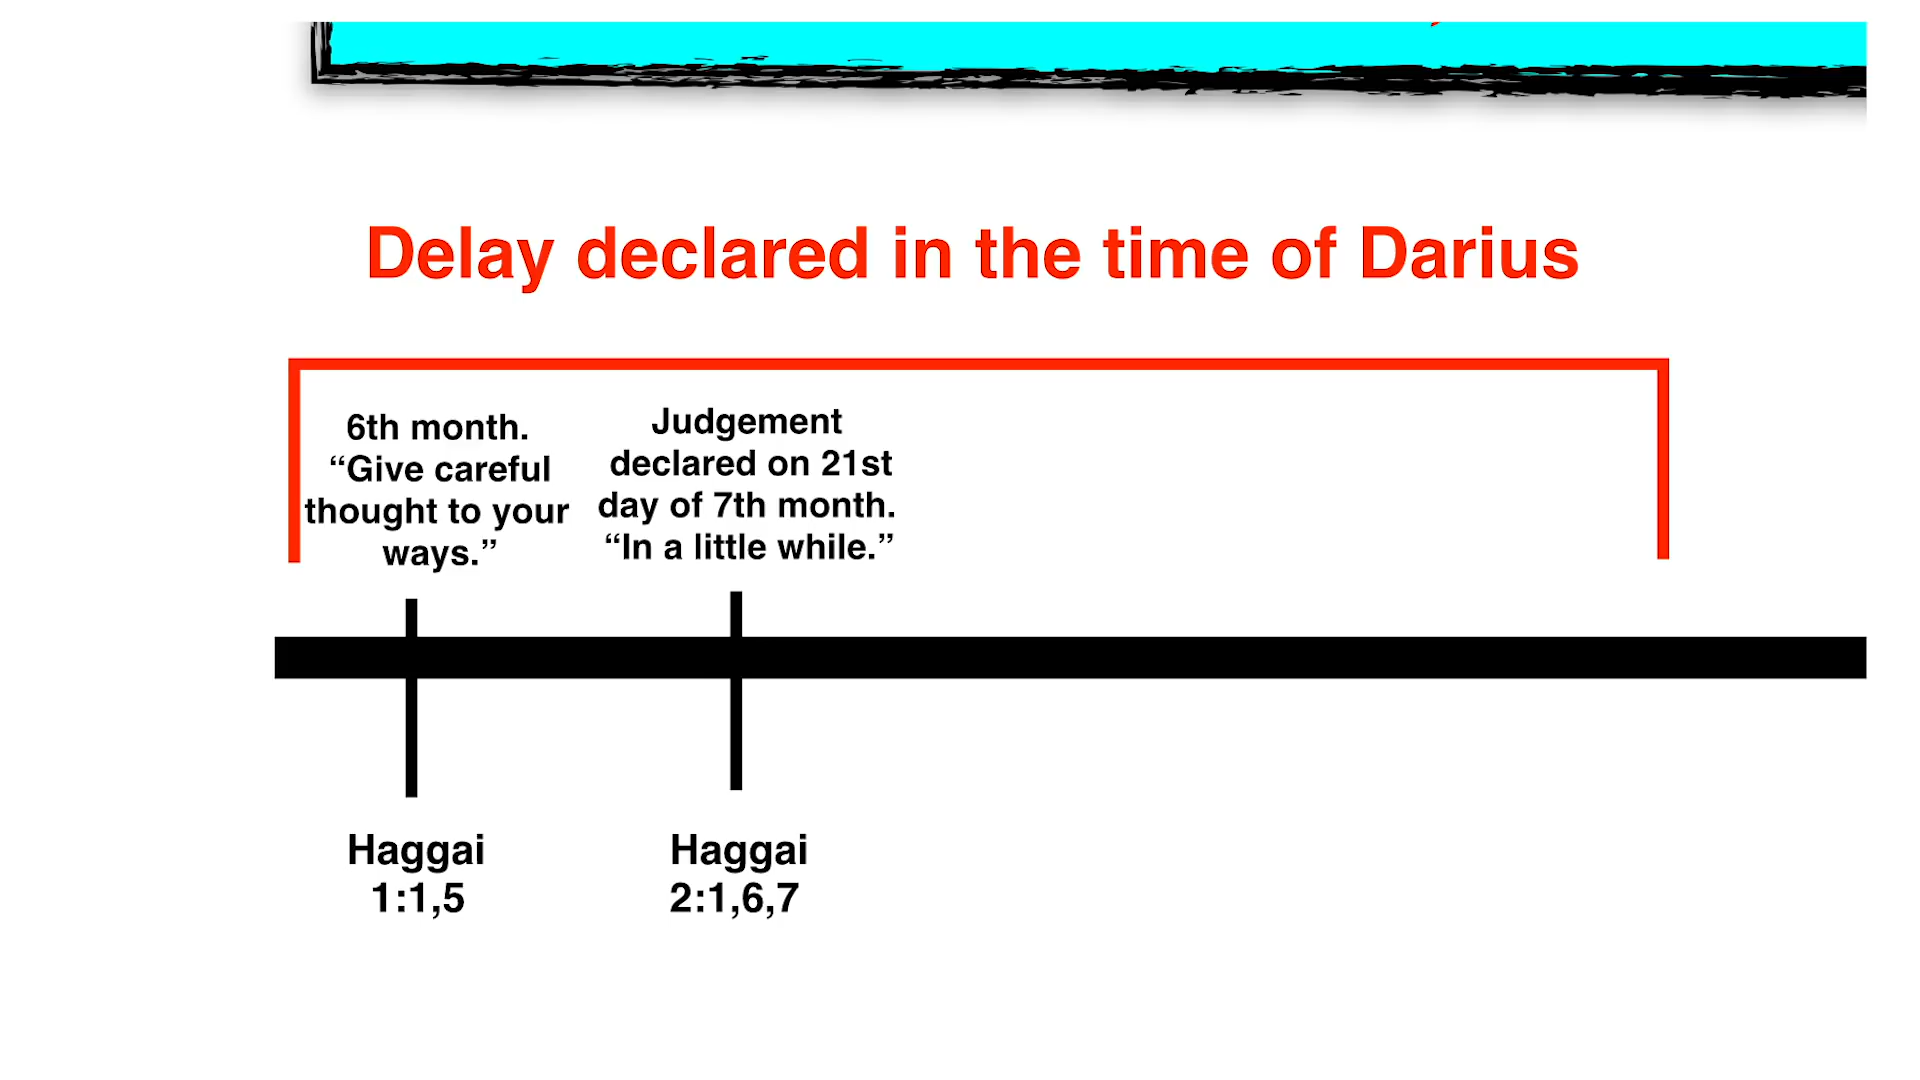 Delay declared in the time of Darius
6th month.
“Give careful
thought to your
ways.”
Judgement
declared on 21st
day of 7th month.
“In a little while.”
Haggai
1:1,5
Haggai
2:1,6,7